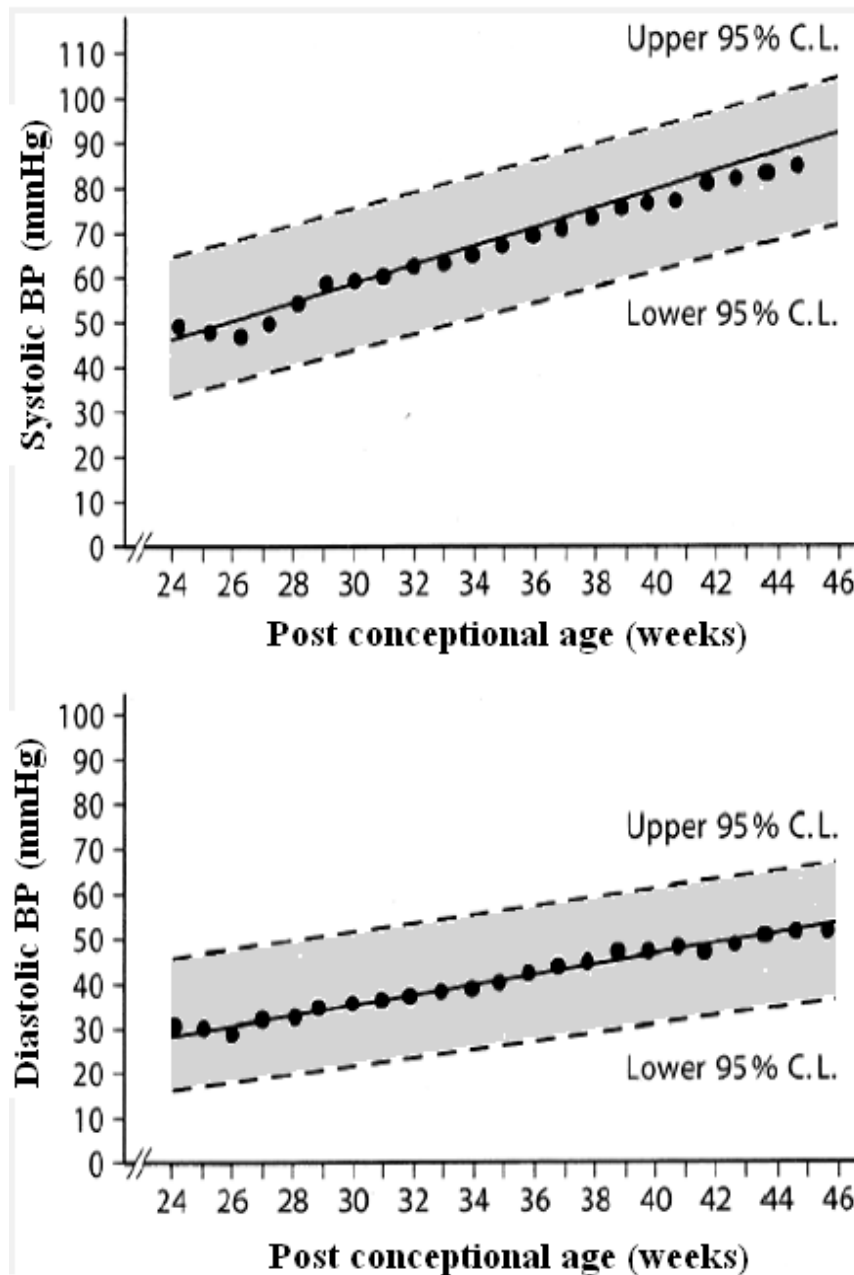 Upper 95% C.L.
110
100
90
80
70
60
50
40
30
20
10
0
Systolic BP (mmHg)
Lower 95% C.L.
24 26 28 30 32 34 36 38 40 42 44 46
Post conceptional age (weeks)
100
90
80
70
60
50
40
30
20
10
0
Diastolic BP (mmHg)
Upper 95% C.L.
Lower 95% C.L.
24 26 28 30 32 34 36 38 40 42 44 46
Post conceptional age (weeks)